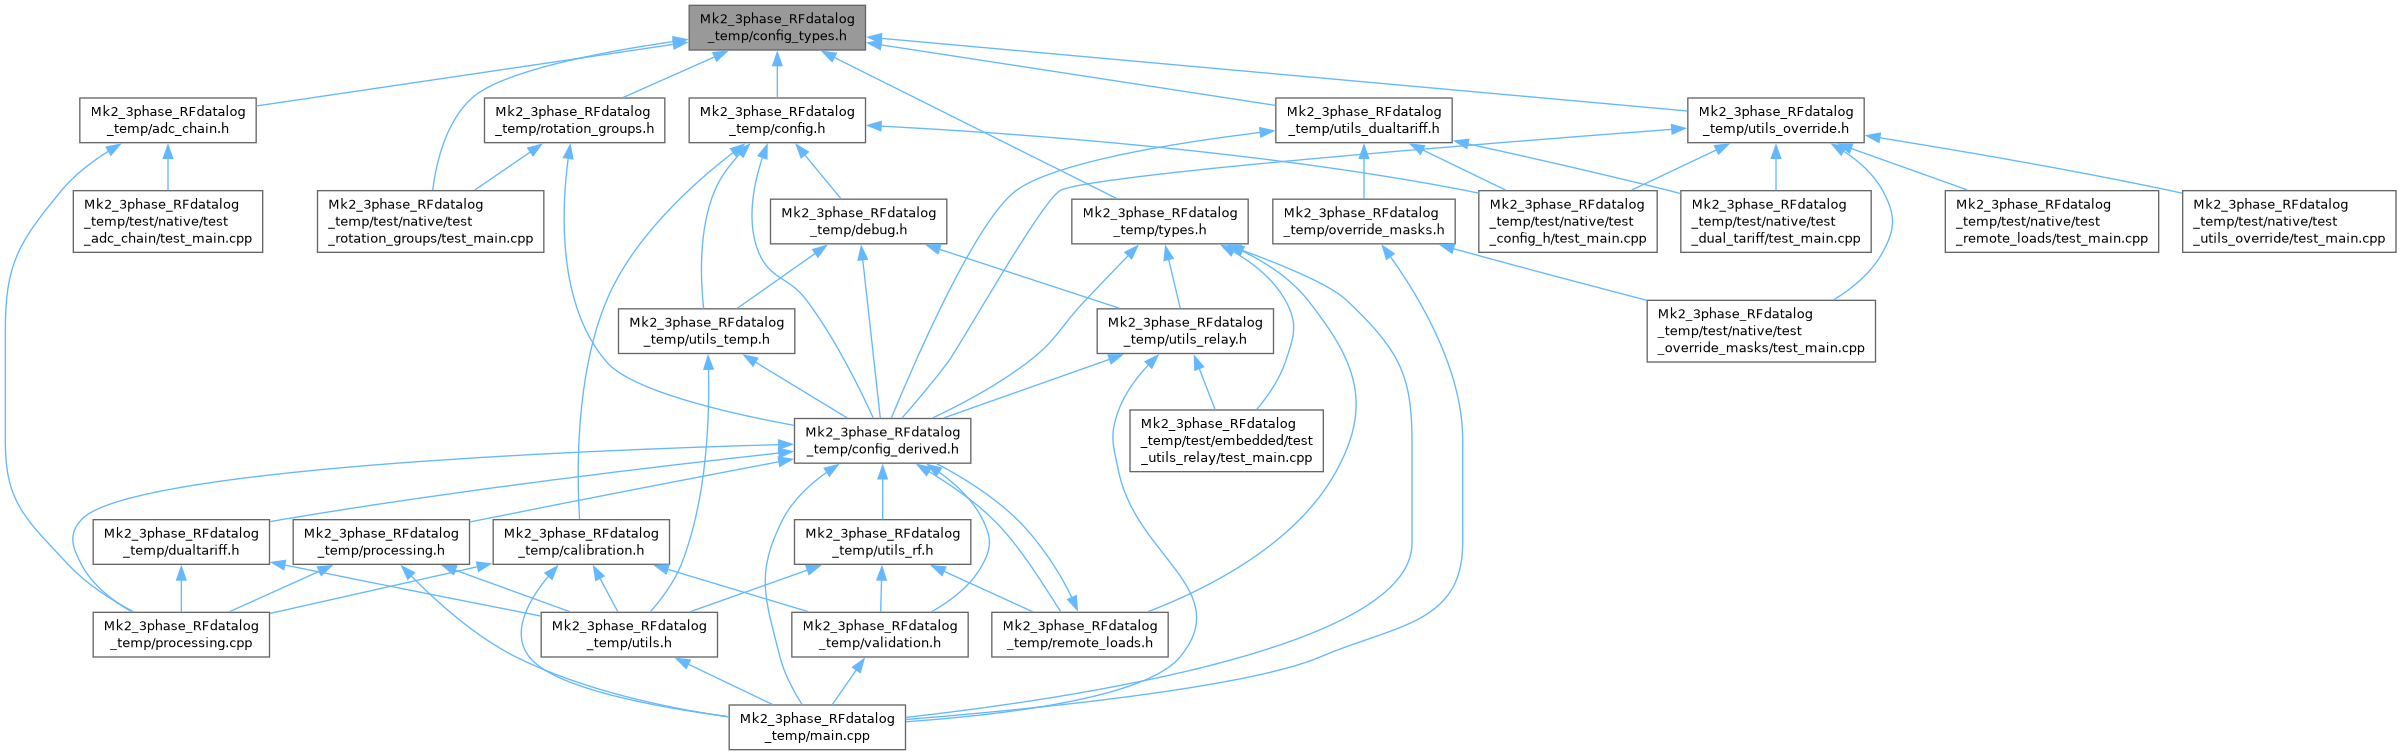 Mk2_3phase_RFdatalog
_temp/config_types.h
Mk2_3phase_RFdatalog
_temp/adc_chain.h
Mk2_3phase_RFdatalog
_temp/rotation_groups.h
Mk2_3phase_RFdatalog
_temp/config.h
Mk2_3phase_RFdatalog
_temp/utils_dualtariff.h
Mk2_3phase_RFdatalog
_temp/utils_override.h
Mk2_3phase_RFdatalog
_temp/test/native/test
_adc_chain/test_main.cpp
Mk2_3phase_RFdatalog
_temp/test/native/test
_rotation_groups/test_main.cpp
Mk2_3phase_RFdatalog
_temp/debug.h
Mk2_3phase_RFdatalog
_temp/types.h
Mk2_3phase_RFdatalog
_temp/override_masks.h
Mk2_3phase_RFdatalog
_temp/test/native/test
_config_h/test_main.cpp
Mk2_3phase_RFdatalog
_temp/test/native/test
_dual_tariff/test_main.cpp
Mk2_3phase_RFdatalog
_temp/test/native/test
_remote_loads/test_main.cpp
Mk2_3phase_RFdatalog
_temp/test/native/test
_utils_override/test_main.cpp
Mk2_3phase_RFdatalog
_temp/utils_temp.h
Mk2_3phase_RFdatalog
_temp/utils_relay.h
Mk2_3phase_RFdatalog
_temp/test/native/test
_override_masks/test_main.cpp
Mk2_3phase_RFdatalog
_temp/config_derived.h
Mk2_3phase_RFdatalog
_temp/test/embedded/test
_utils_relay/test_main.cpp
Mk2_3phase_RFdatalog
_temp/dualtariff.h
Mk2_3phase_RFdatalog
_temp/processing.h
Mk2_3phase_RFdatalog
_temp/calibration.h
Mk2_3phase_RFdatalog
_temp/utils_rf.h
Mk2_3phase_RFdatalog
_temp/processing.cpp
Mk2_3phase_RFdatalog
_temp/utils.h
Mk2_3phase_RFdatalog
_temp/validation.h
Mk2_3phase_RFdatalog
_temp/remote_loads.h
Mk2_3phase_RFdatalog
_temp/main.cpp